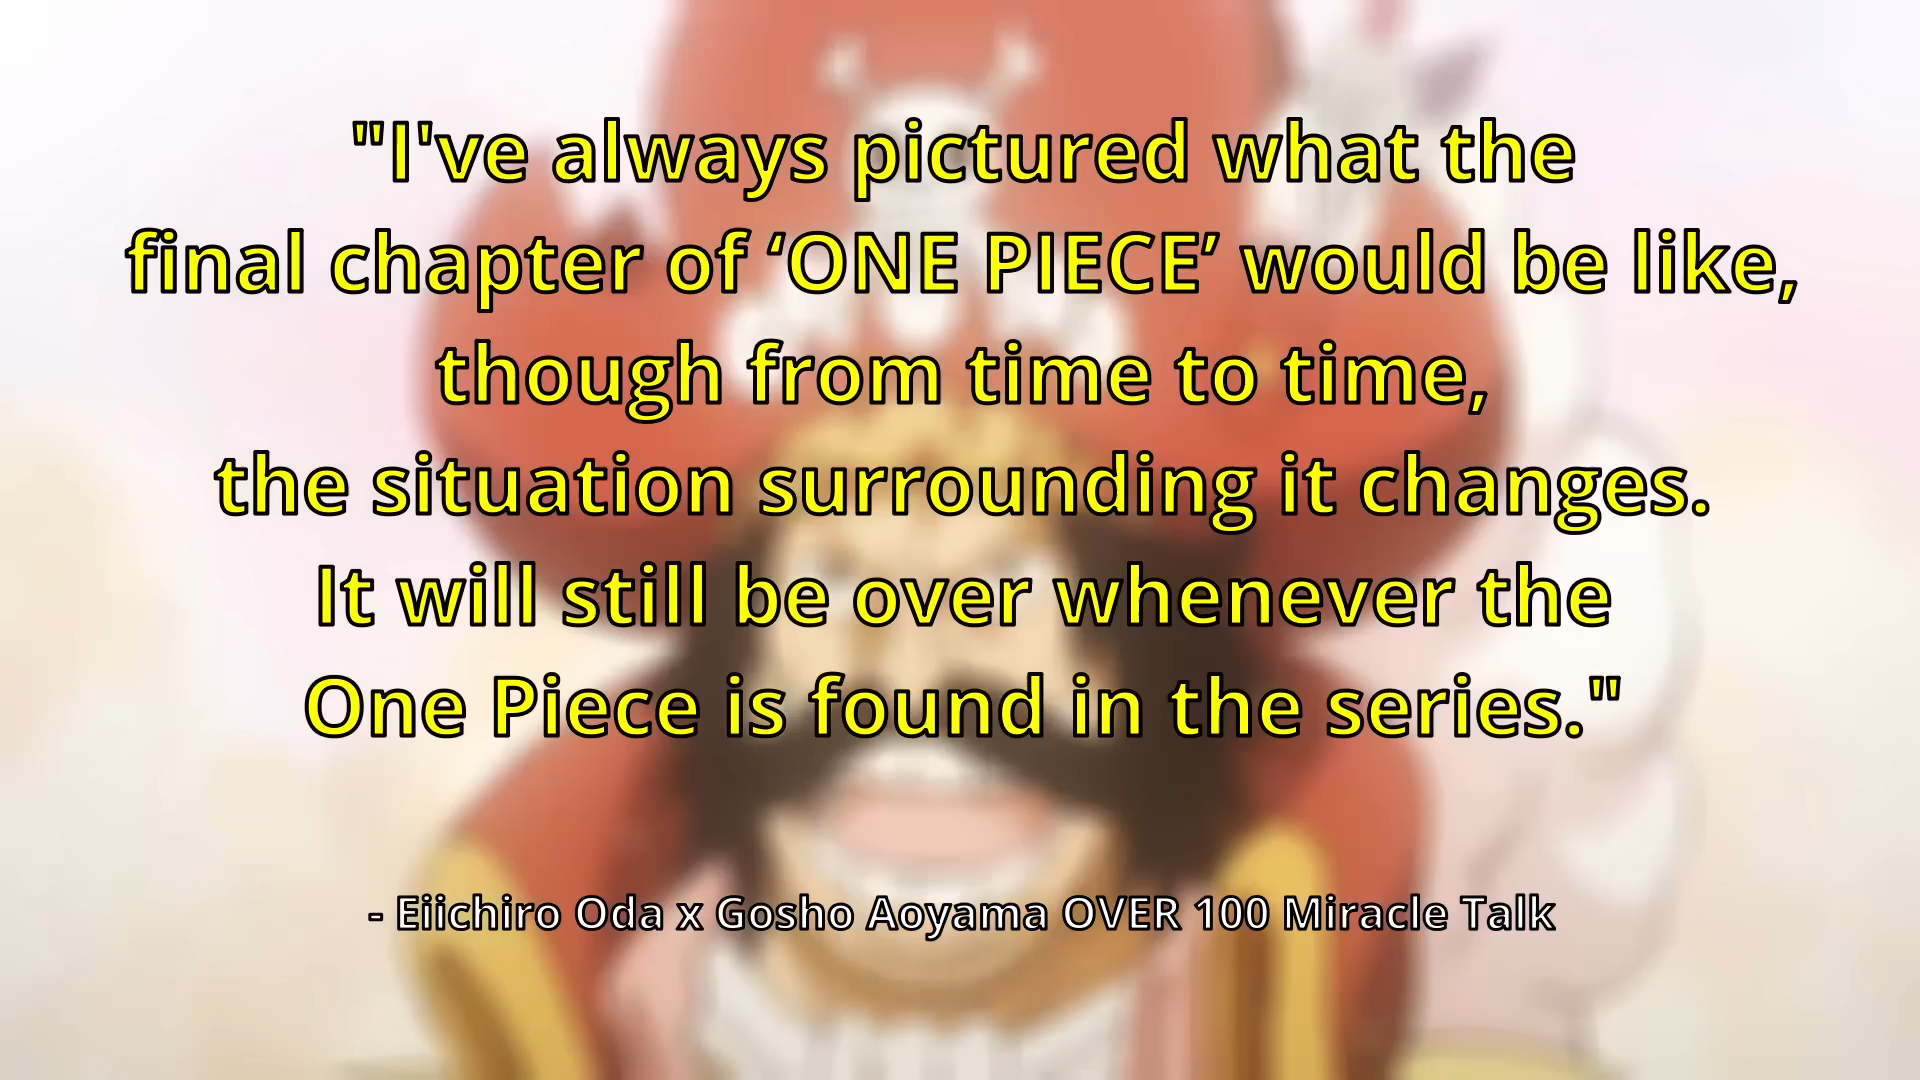 "I've always pictured what the
final chapter of ‘ONE PIECE’ would be like,
though from time to time,
the situation surrounding it changes.
It will still be over whenever the
One Piece is found in the series."
- Eiichiro Oda x Gosho Aoyama OVER 100 Miracle Talk